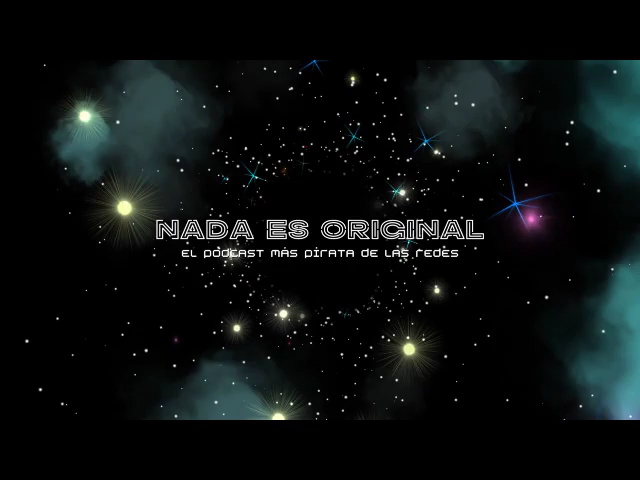 NADA ES ORIGINAL
EL PODCAST MÁS PIRATA DE LAS REDES